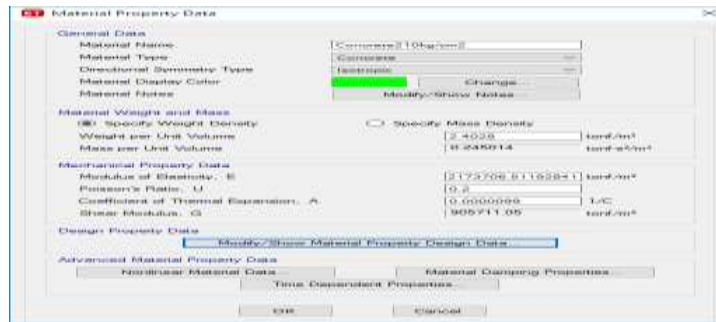 Material Property Data
General Data
Material Name Concrete210kg/cm2
Material Type Concrete
Directional Symmetry Type Isotropic
Material Display Color Change...
Material Notes Modify/Show Notes...
Material Weight and Mass
Specify Weight Density Specify Mass Density
Weight per Unit Volume 2.4028 tonf/m³
Mass per Unit Volume 0.245014 tonf-s²/m⁴
Mechanical Property Data
Modulus of Elasticity, E tonf/m²
Poisson's Ratio, U 0.2
Coefficient of Thermal Expansion, A 0.0000099 1/C
Shear Modulus, G 905711.05 tonf/m²
Design Property Data
Modify/Show Material Property Design Data...
Advanced Material Property Data
Nonlinear Material Data... Material Damping Properties...
Time Dependent Properties...
OK Cancel